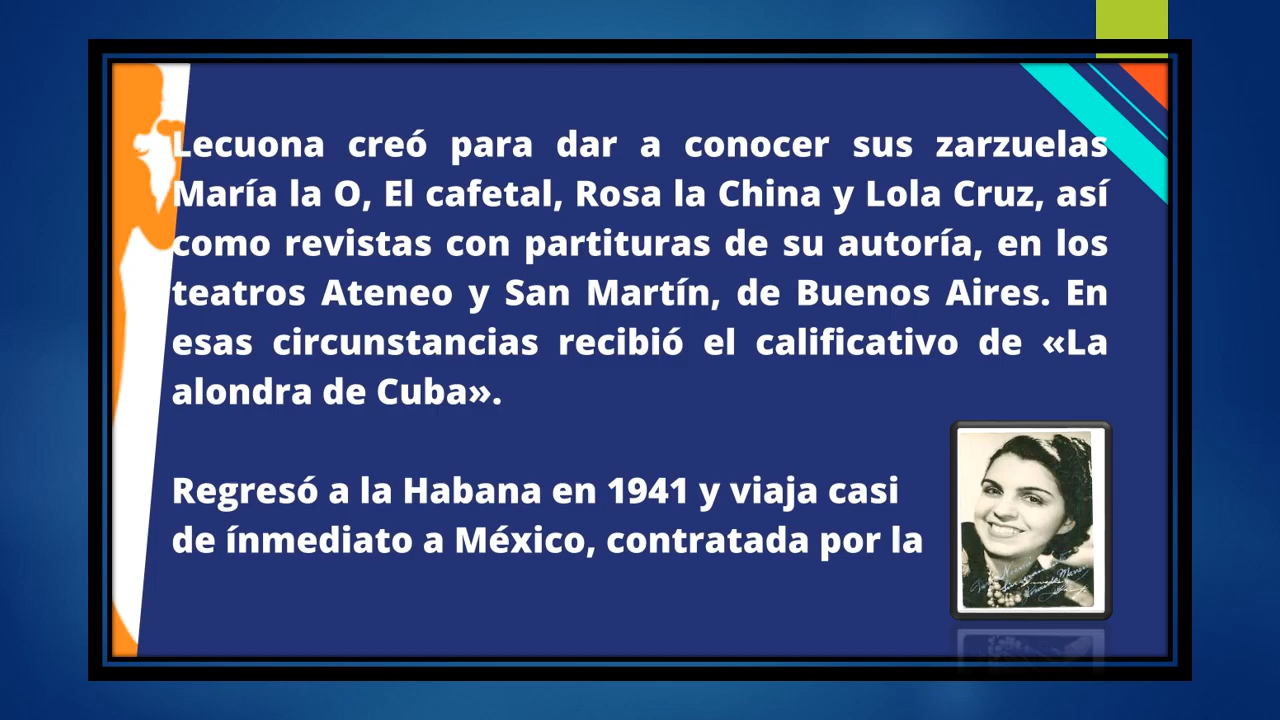 Lecuona creó para dar a conocer sus zarzuelas
María la O, El cafetal, Rosa la China y Lola Cruz, así
como revistas con partituras de su autoría, en los
teatros Ateneo y San Martín, de Buenos Aires. En
esas circunstancias recibió el calificativo de «La
alondra de Cuba».
Regresó a la Habana en 1941 y viaja casi
de ínmediato a México, contratada por la